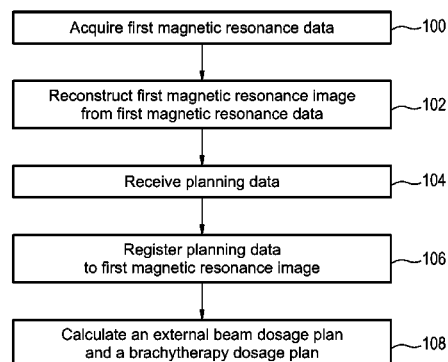 Acquire first magnetic resonance data
100
Reconstruct first magnetic resonance image
from first magnetic resonance data
102
Receive planning data
104
Register planning data
to first magnetic resonance image
106
Calculate an external beam dosage plan
and a brachytherapy dosage plan
108